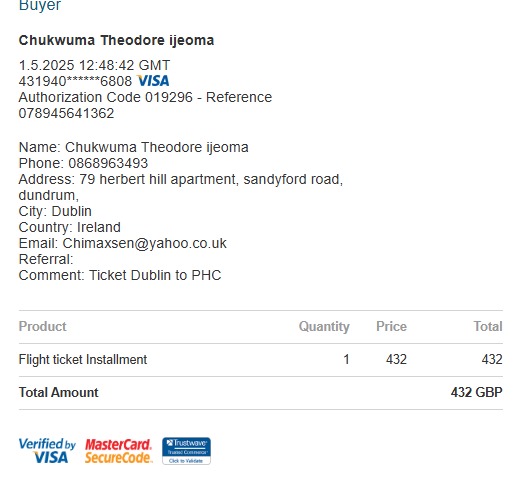 Buyer
Chukwuma Theodore ijeoma
1.5.2025 12:48:42 GMT
431940******6808 VISA
Authorization Code 019296 - Reference
078945641362
Name: Chukwuma Theodore ijeoma
Phone: 0868963493
Address: 79 herbert hill apartment, sandyford road,
dundrum,
City: Dublin
Country: Ireland
Email: Chimaxsen@yahoo.co.uk
Referral:
Comment: Ticket Dublin to PHC
Product Quantity Price Total
Flight ticket Installment 1 432 432
Total Amount 432 GBP
Verified by VISA MasterCard. SecureCode. Trustwave Trusted Commerce Click to Validate